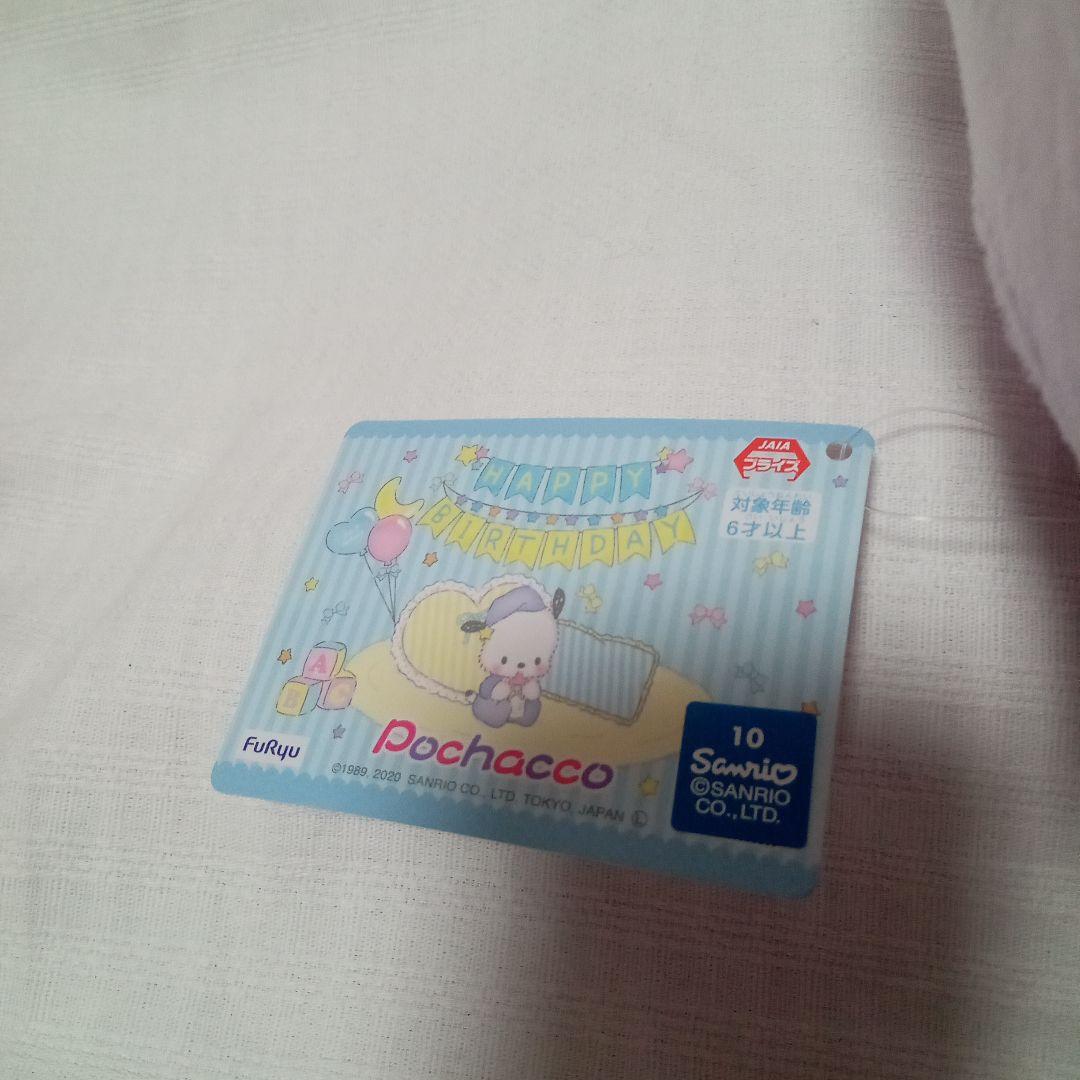 HAPPY
BIRTHDAY
JAIA
プライズ
対象年齢
6才以上
A
B C
FuRyu
Pochacco
©1989, 2020 SANRIO CO., LTD. TOKYO, JAPAN Ⓛ
10
Sanrio
©SANRIO
CO.,LTD.